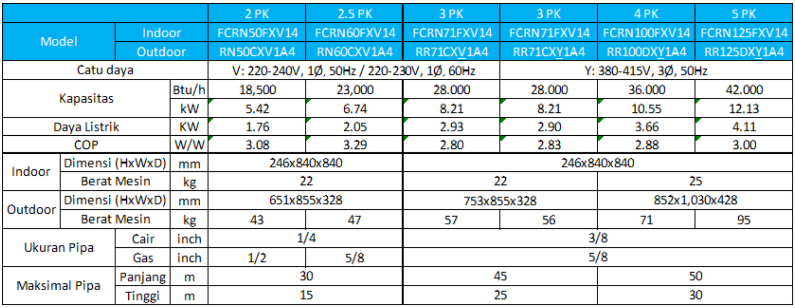 2 PK 2.5 PK 3 PK 3 PK 4 PK 5 PK
Model Indoor FCRN50FXV14 FCRN60FXV14 FCRN71FXV14 FCRN71FXV14 FCRN100FXV14 FCRN125FXV14
Outdoor RN50CXV1A4 RN60CXV1A4 RR71CXV1A4 RR71CXY1A4 RR100DXY1A4 RR125DXY1A4
Catu daya V: 220-240V, 1Ø, 50Hz / 220-230V, 1Ø, 60Hz Y: 380-415V, 3Ø, 50Hz
Kapasitas Btu/h 18,500 23,000 28.000 28.000 36.000 42.000
kW 5.42 6.74 8.21 8.21 10.55 12.13
Daya Listrik KW 1.76 2.05 2.93 2.90 3.66 4.11
COP W/W 3.08 3.29 2.80 2.83 2.88 3.00
Indoor Dimensi (HxWxD) mm 246x840x840 246x840x840
Berat Mesin kg 22 22 25
Outdoor Dimensi (HxWxD) mm 651x855x328 753x855x328 852x1,030x428
Berat Mesin kg 43 47 57 56 71 95
Ukuran Pipa Cair inch 1/4 3/8
Gas inch 1/2 5/8 5/8
Maksimal Pipa Panjang m 30 45 50
Tinggi m 15 25 30